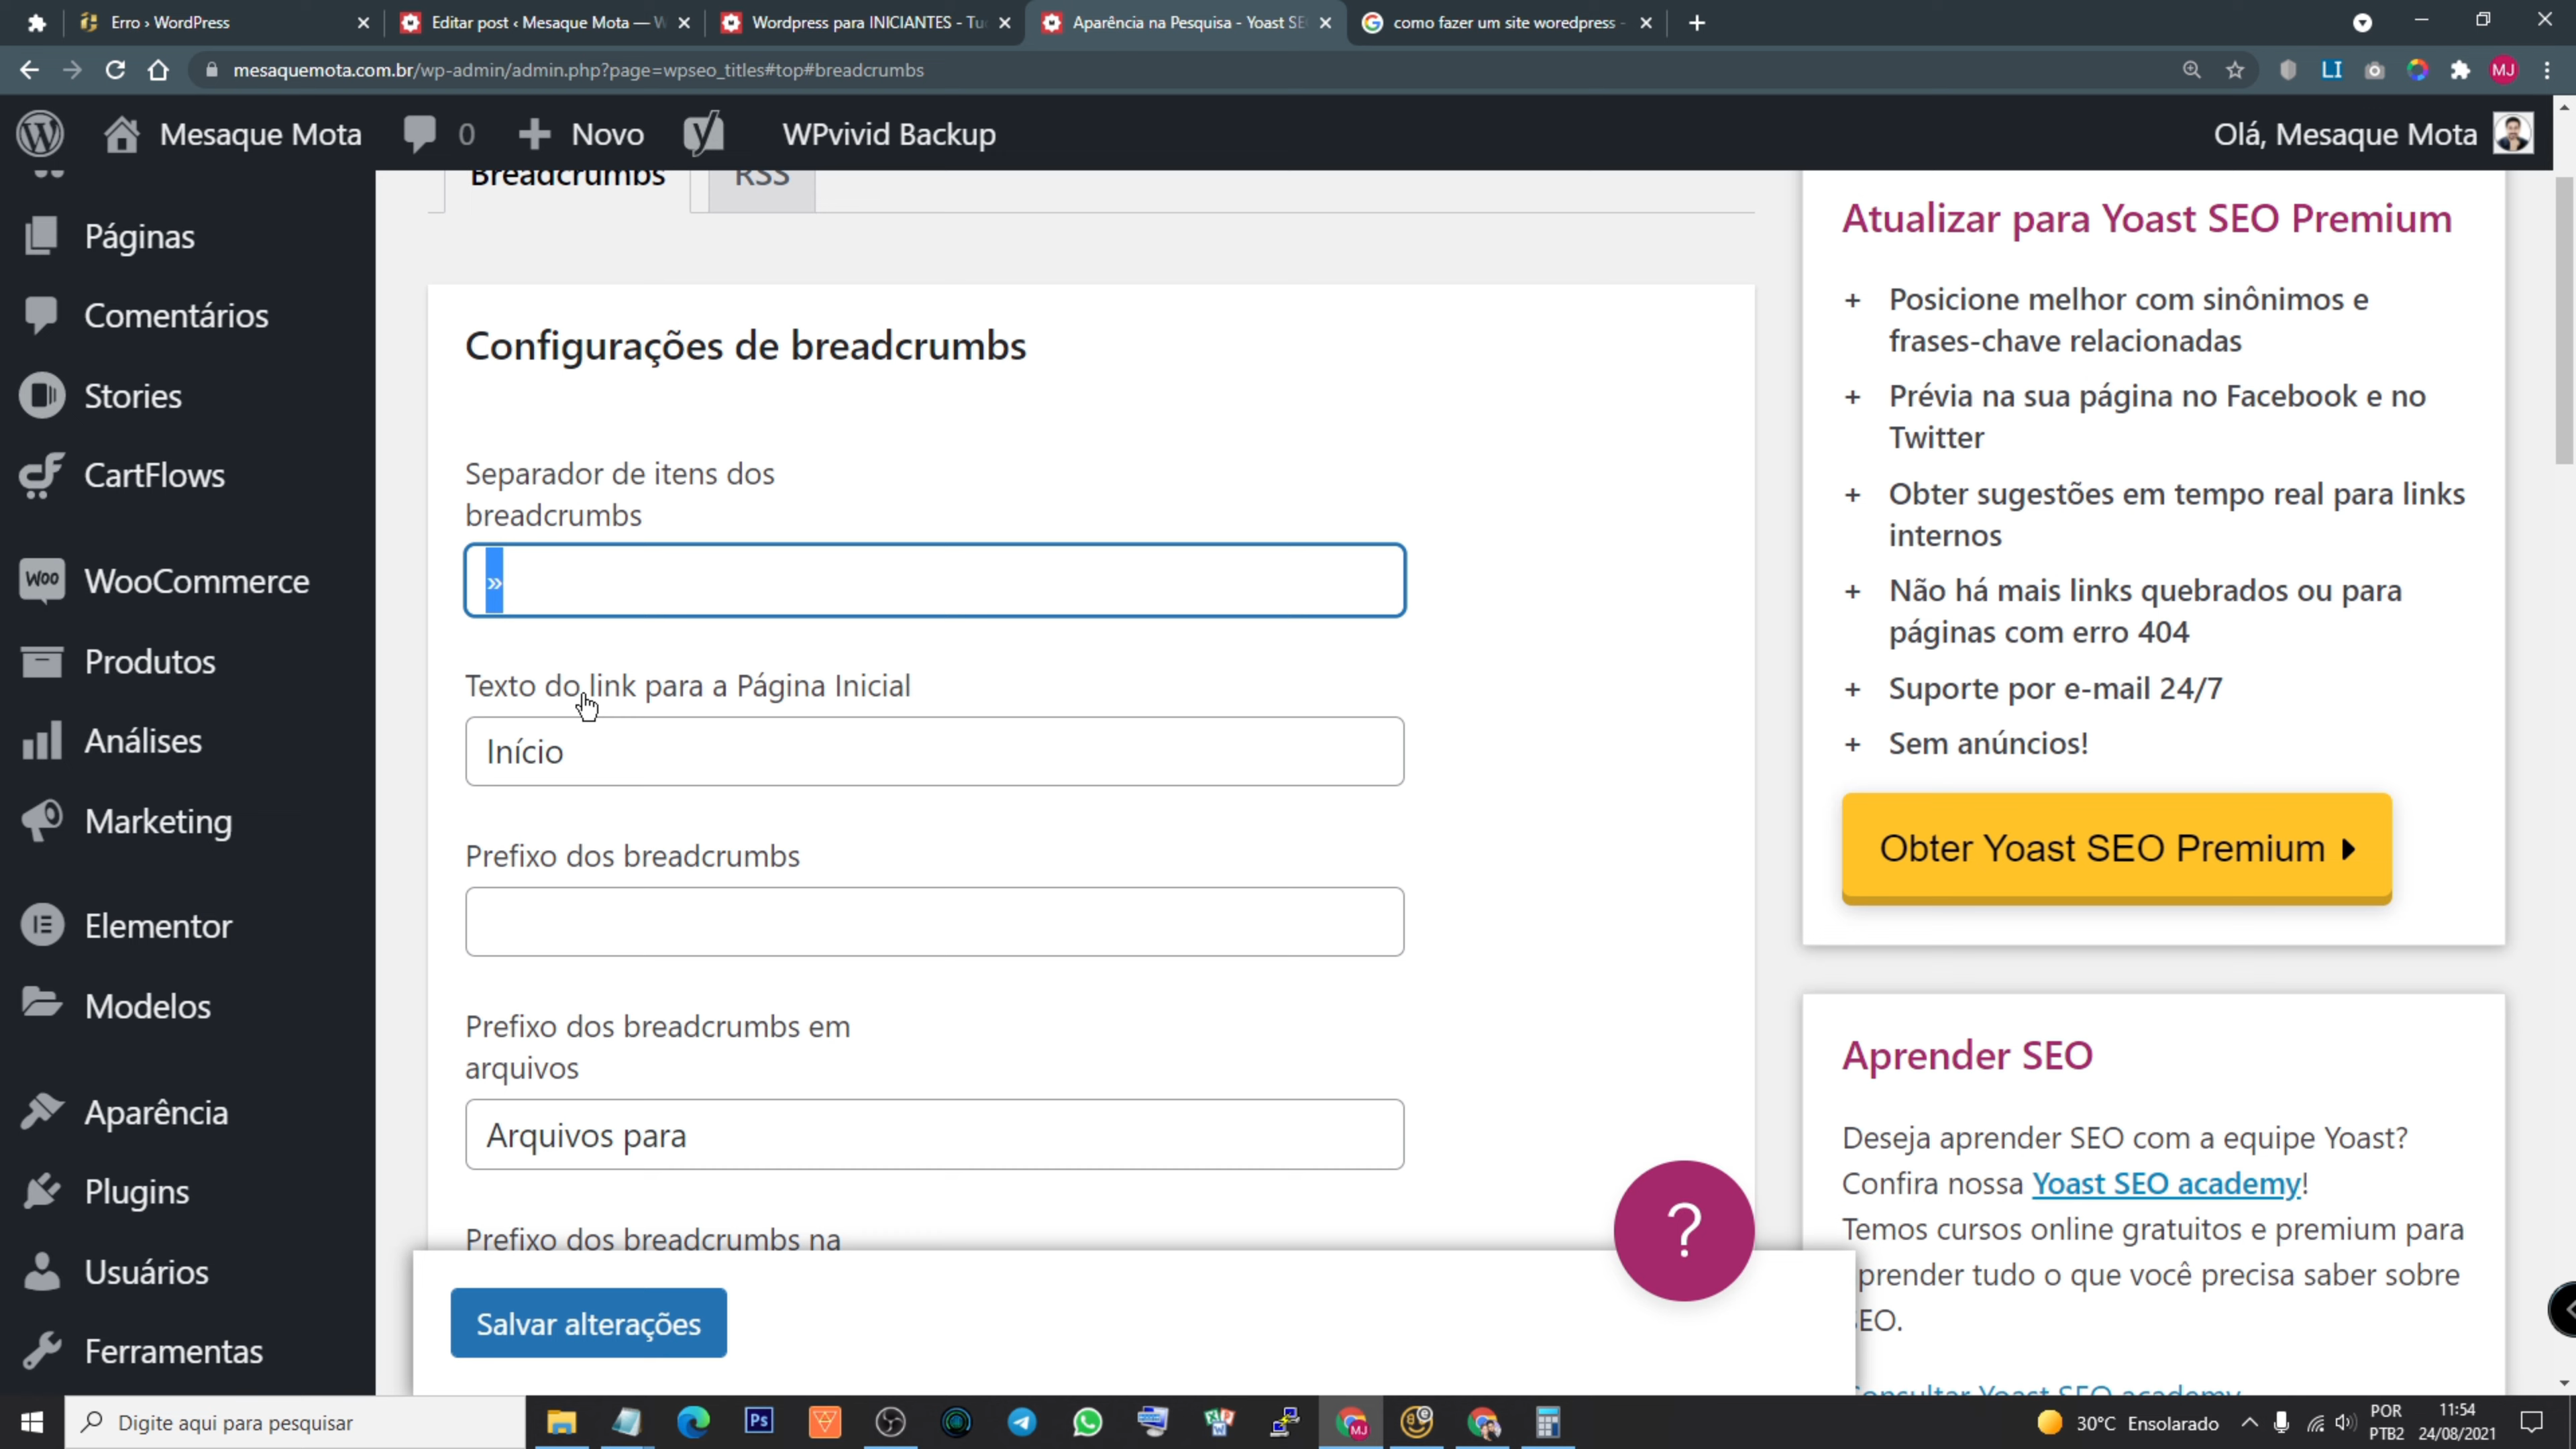 Erro › WordPress
Editar post ‹ Mesaque Mota — W
Wordpress para INICIANTES - Tu
Aparência na Pesquisa - Yoast SE
como fazer um site woredpress -
mesaquemota.com.br/wp-admin/admin.php?page=wpseo_titles#top#breadcrumbs
LI
MJ
Mesaque Mota
0
Novo
WPvivid Backup
Olá, Mesaque Mota
Páginas
Comentários
Stories
CartFlows
WooCommerce
Produtos
Análises
Marketing
Elementor
Modelos
Aparência
Plugins
Usuários
Ferramentas
Breadcrumbs
RSS
Configurações de breadcrumbs
Separador de itens dos
breadcrumbs
»
Texto do link para a Página Inicial
Início
Prefixo dos breadcrumbs
Prefixo dos breadcrumbs em
arquivos
Arquivos para
Prefixo dos breadcrumbs na
Salvar alterações
?
Atualizar para Yoast SEO Premium
+ Posicione melhor com sinônimos e
frases-chave relacionadas
+ Prévia na sua página no Facebook e no
Twitter
+ Obter sugestões em tempo real para links
internos
+ Não há mais links quebrados ou para
páginas com erro 404
+ Suporte por e-mail 24/7
+ Sem anúncios!
Obter Yoast SEO Premium
Aprender SEO
Deseja aprender SEO com a equipe Yoast?
Confira nossa Yoast SEO academy!
Temos cursos online gratuitos e premium para
prender tudo o que você precisa saber sobre
EO.
Consultar Yoast SEO academy
Digite aqui para pesquisar
Ps
30°C Ensolarado
POR
PTB2
11:54
24/08/2021